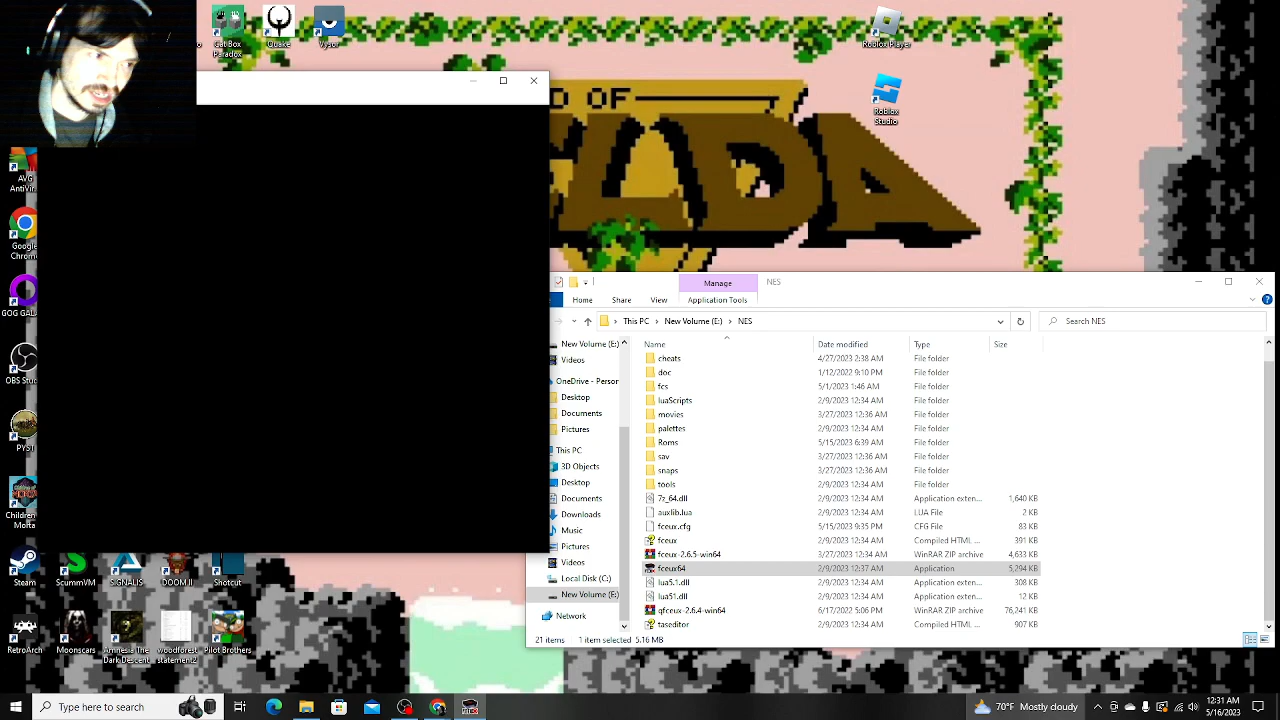 Cat Box
Paradox
Quake
Vysor
Roblox Player
Roblox
Studio
D OF
AVG
AntiVirus
Google
Chrome
GOG GALA
OBS Stud
PYST
Children
Morta
Steam
ScummVM
SIGNALIS
DOOM II
Shotcut
RetroArch
Moonscars
Amnesia The
Dark Descent
woodforest
statement2
Pilot Brothers
Manage
NES
Home
Share
View
Application Tools
This PC
New Volume (E:)
NES
Search NES
Name
Date modified
Type
Size
New Volume (E:)
Videos
OneDrive - Person
Desktop
Documents
Pictures
This PC
3D Objects
Desktop
Documents
Downloads
Music
Pictures
Videos
Local Disk (C:)
New Volume (E:)
Network
cheats 4/27/2023 2:38 AM File folder
doc 1/12/2022 9:10 PM File folder
fcs 5/1/2023 1:46 AM File folder
luaScripts 2/9/2023 12:34 AM File folder
movies 3/27/2023 12:36 AM File folder
palettes 2/9/2023 12:34 AM File folder
Roms 5/15/2023 6:39 AM File folder
sav 3/27/2023 12:36 AM File folder
snaps 3/27/2023 12:36 AM File folder
tools 2/9/2023 12:34 AM File folder
7z_64.dll 2/9/2023 12:34 AM Application exten... 1,640 KB
auxlib.lua 2/9/2023 12:34 AM LUA File 2 KB
fceux.cfg 5/15/2023 9:35 PM CFG File 83 KB
fceux 2/9/2023 12:34 AM Compiled HTML ... 391 KB
fceux-2.6.5-win64 3/27/2023 12:34 AM WinRAR ZIP archive 4,633 KB
fceux64 2/9/2023 12:37 AM Application 5,294 KB
lua5.1.dll 2/9/2023 12:34 AM Application exten... 308 KB
lua51.dll 2/9/2023 12:34 AM Application exten... 12 KB
qfceux-2.6.4-win64 6/17/2022 5:06 PM WinRAR ZIP archive 76,241 KB
taseditor 2/9/2023 12:34 AM Compiled HTML ... 907 KB
21 items 1 item selected 5.16 MB
Type here to search
70°F Mostly cloudy
12:31 AM
5/16/2023